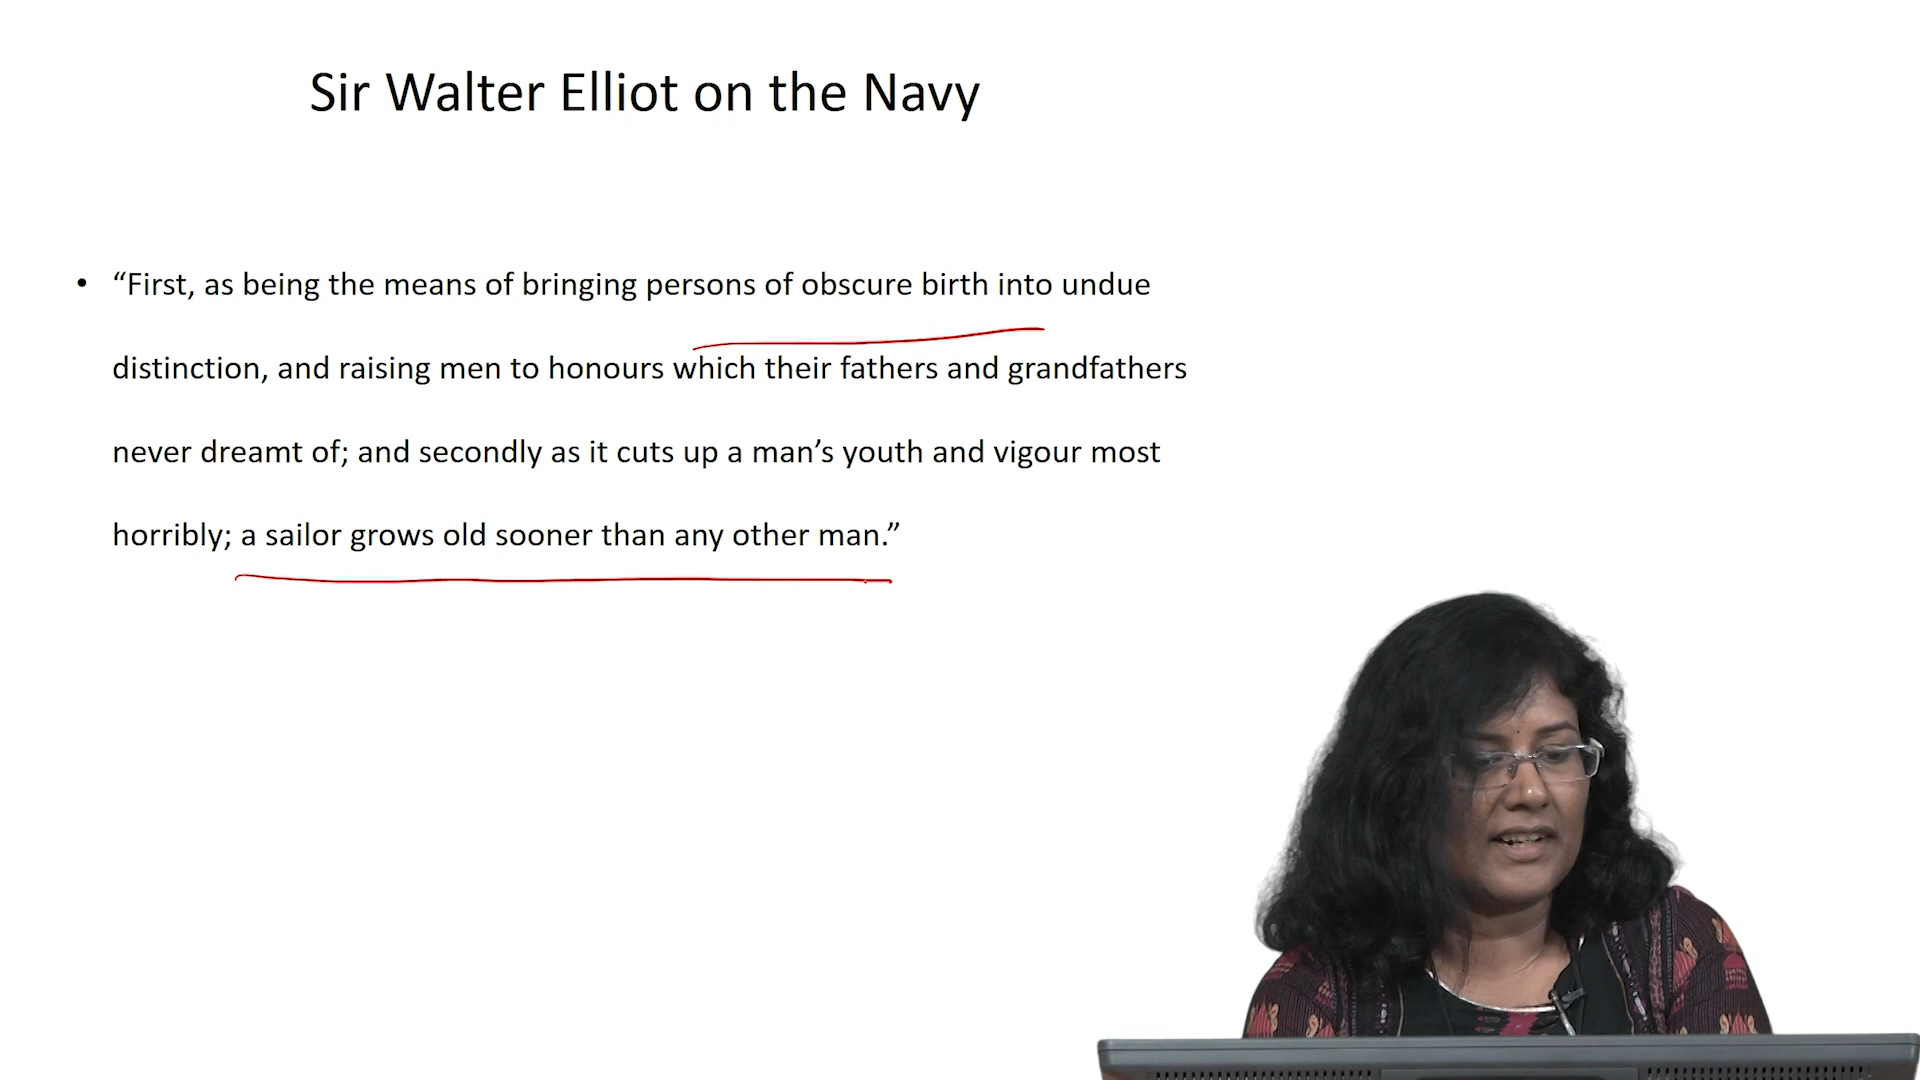 Sir Walter Elliot on the Navy
• “First, as being the means of bringing persons of obscure birth into undue
distinction, and raising men to honours which their fathers and grandfathers
never dreamt of; and secondly as it cuts up a man’s youth and vigour most
horribly; a sailor grows old sooner than any other man.”